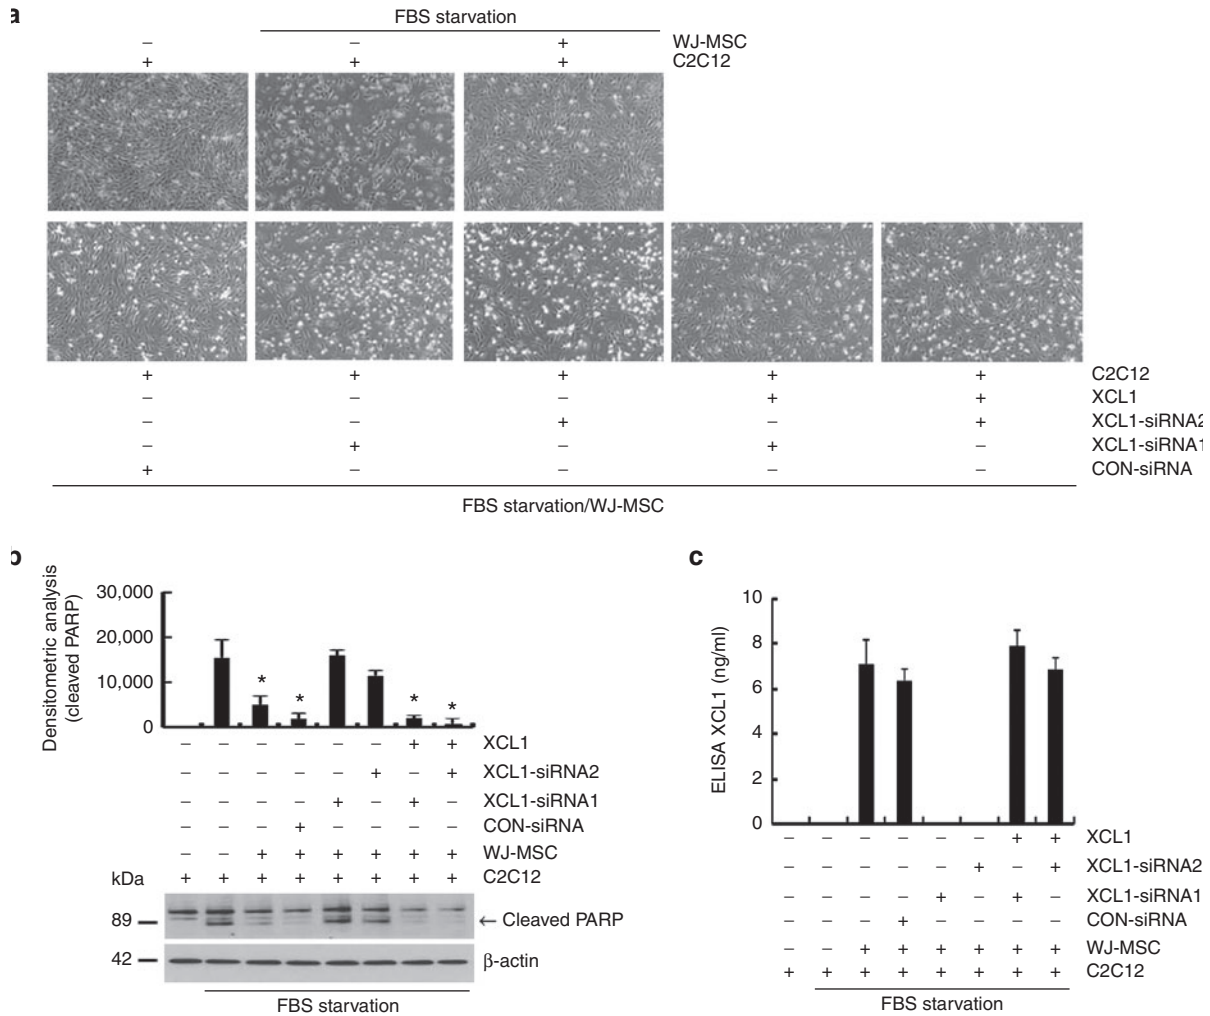 a
FBS starvation
− − + WJ-MSC
+ + + C2C12
+ + + + + C2C12
− − − + + XCL1
− − + − + XCL1-siRNA2
− + − + − XCL1-siRNA1
+ − − − − CON-siRNA
FBS starvation/WJ-MSC
b
Densitometric analysis
(cleaved PARP)
30,000
20,000
10,000
0
* * * *
− − − − − − + + XCL1
− − − − − + − + XCL1-siRNA2
− − − − + − + − XCL1-siRNA1
− − − + − − − − CON-siRNA
− − + + + + + + WJ-MSC
kDa + + + + + + + + C2C12
89 ← Cleaved PARP
42 β-actin
FBS starvation
c
ELISA XCL1 (ng/ml)
10
8
6
4
2
0
− − − − − − + + XCL1
− − − − − + − + XCL1-siRNA2
− − − − + − + − XCL1-siRNA1
− − − + − − − − CON-siRNA
− − + + + + + + WJ-MSC
+ + + + + + + + C2C12
FBS starvation